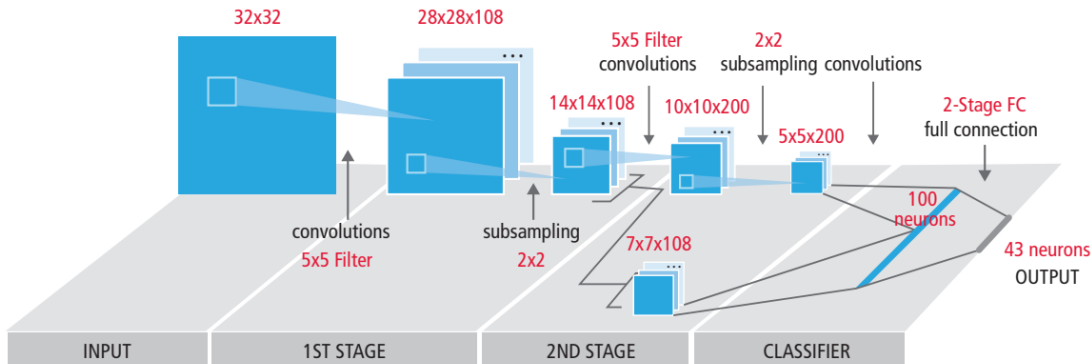 32x32
28x28x108
5x5 Filter
convolutions
2x2
subsampling
convolutions
14x14x108
10x10x200
5x5x200
2-Stage FC
full connection
convolutions
5x5 Filter
subsampling
2x2
7x7x108
100
neurons
43 neurons
OUTPUT
INPUT
1ST STAGE
2ND STAGE
CLASSIFIER